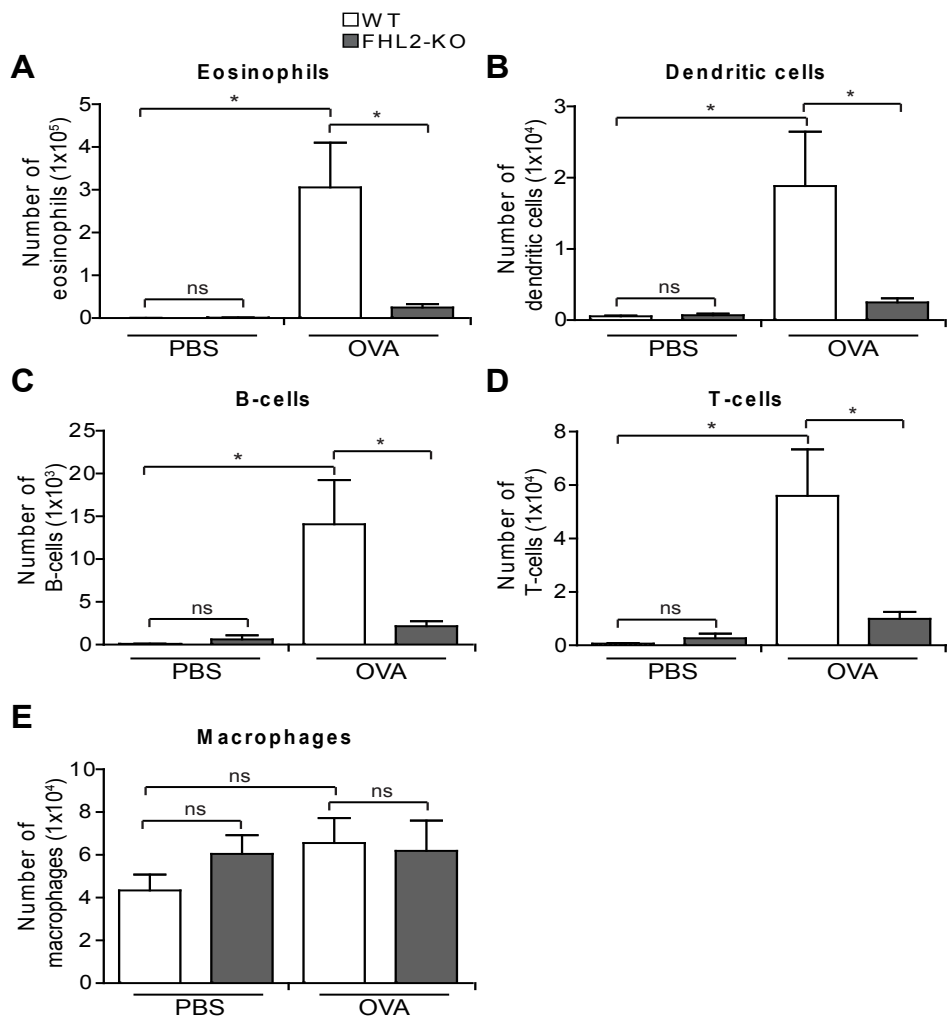 WT
FHL2-KO
A
Eosinophils
Number of
eosinophils (1x10⁵)
5
4
3
2
1
0
*
*
ns
PBS
OVA
B
Dendritic cells
Number of
dendritic cells (1x10⁴)
3
2
1
0
*
*
ns
PBS
OVA
C
B-cells
Number of
B-cells (1x10³)
25
20
15
10
5
0
*
*
ns
PBS
OVA
D
T-cells
Number of
T-cells (1x10⁴)
8
6
4
2
0
*
*
ns
PBS
OVA
E
Macrophages
Number of
macrophages (1x10⁴)
10
8
6
4
2
0
ns
ns
ns
PBS
OVA